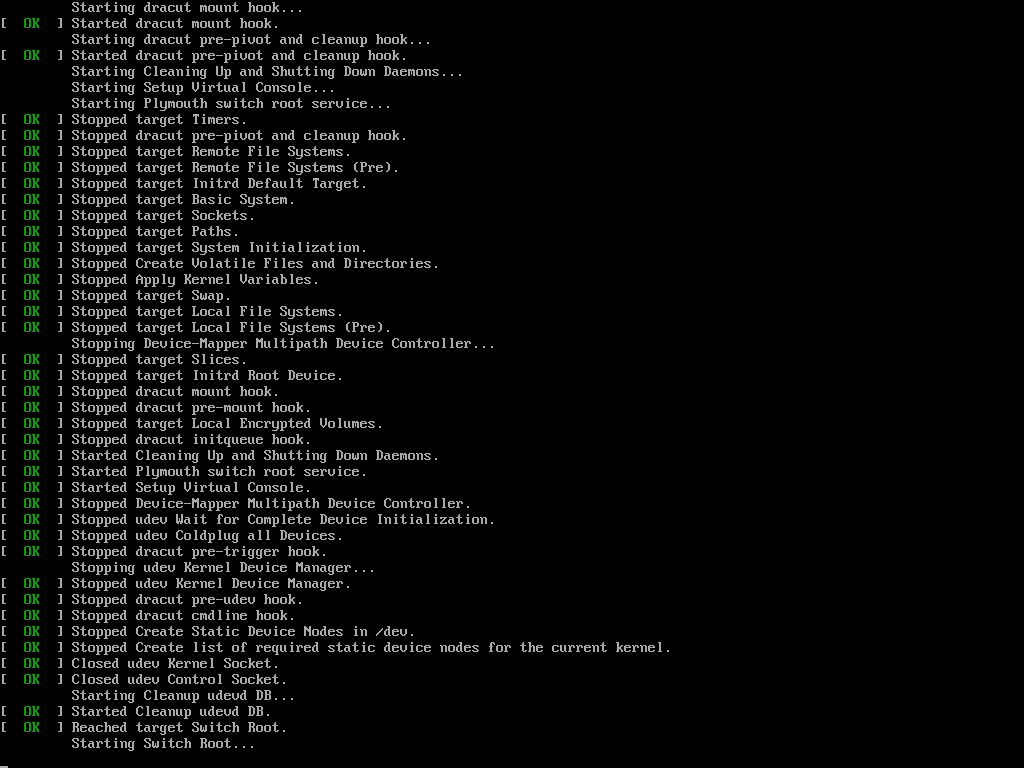 Starting dracut mount hook...
[  OK  ] Started dracut mount hook.
Starting dracut pre-pivot and cleanup hook...
[  OK  ] Started dracut pre-pivot and cleanup hook.
Starting Cleaning Up and Shutting Down Daemons...
Starting Setup Virtual Console...
Starting Plymouth switch root service...
[  OK  ] Stopped target Timers.
[  OK  ] Stopped dracut pre-pivot and cleanup hook.
[  OK  ] Stopped target Remote File Systems.
[  OK  ] Stopped target Remote File Systems (Pre).
[  OK  ] Stopped target Initrd Default Target.
[  OK  ] Stopped target Basic System.
[  OK  ] Stopped target Sockets.
[  OK  ] Stopped target Paths.
[  OK  ] Stopped target System Initialization.
[  OK  ] Stopped Create Volatile Files and Directories.
[  OK  ] Stopped Apply Kernel Variables.
[  OK  ] Stopped target Swap.
[  OK  ] Stopped target Local File Systems.
[  OK  ] Stopped target Local File Systems (Pre).
Stopping Device-Mapper Multipath Device Controller...
[  OK  ] Stopped target Slices.
[  OK  ] Stopped target Initrd Root Device.
[  OK  ] Stopped dracut mount hook.
[  OK  ] Stopped dracut pre-mount hook.
[  OK  ] Stopped target Local Encrypted Volumes.
[  OK  ] Stopped dracut initqueue hook.
[  OK  ] Started Cleaning Up and Shutting Down Daemons.
[  OK  ] Started Plymouth switch root service.
[  OK  ] Started Setup Virtual Console.
[  OK  ] Stopped Device-Mapper Multipath Device Controller.
[  OK  ] Stopped udev Wait for Complete Device Initialization.
[  OK  ] Stopped udev Coldplug all Devices.
[  OK  ] Stopped dracut pre-trigger hook.
Stopping udev Kernel Device Manager...
[  OK  ] Stopped udev Kernel Device Manager.
[  OK  ] Stopped dracut pre-udev hook.
[  OK  ] Stopped dracut cmdline hook.
[  OK  ] Stopped Create Static Device Nodes in /dev.
[  OK  ] Stopped Create list of required static device nodes for the current kernel.
[  OK  ] Closed udev Kernel Socket.
[  OK  ] Closed udev Control Socket.
Starting Cleanup udevd DB...
[  OK  ] Started Cleanup udevd DB.
[  OK  ] Reached target Switch Root.
Starting Switch Root...